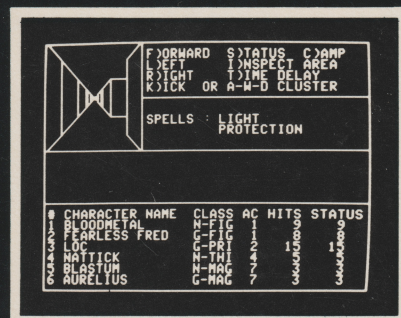 F)ORWARD S)TATUS C)AMP
L)EFT I)NSPECT AREA
R)IGHT T)IME DELAY
K)ICK OR A-W-D CLUSTER
SPELLS : LIGHT
PROTECTION
# CHARACTER NAME CLASS AC HITS STATUS
1 BLOODMETAL N-FIG 1 9 9
2 FEARLESS FRED G-FIG 1 8 8
3 LOC G-PRI 2 15 15
4 NATTICK N-THI 4 5 5
5 BLASTUM N-MAG 7 3 3
6 AURELIUS G-MAG 7 3 3